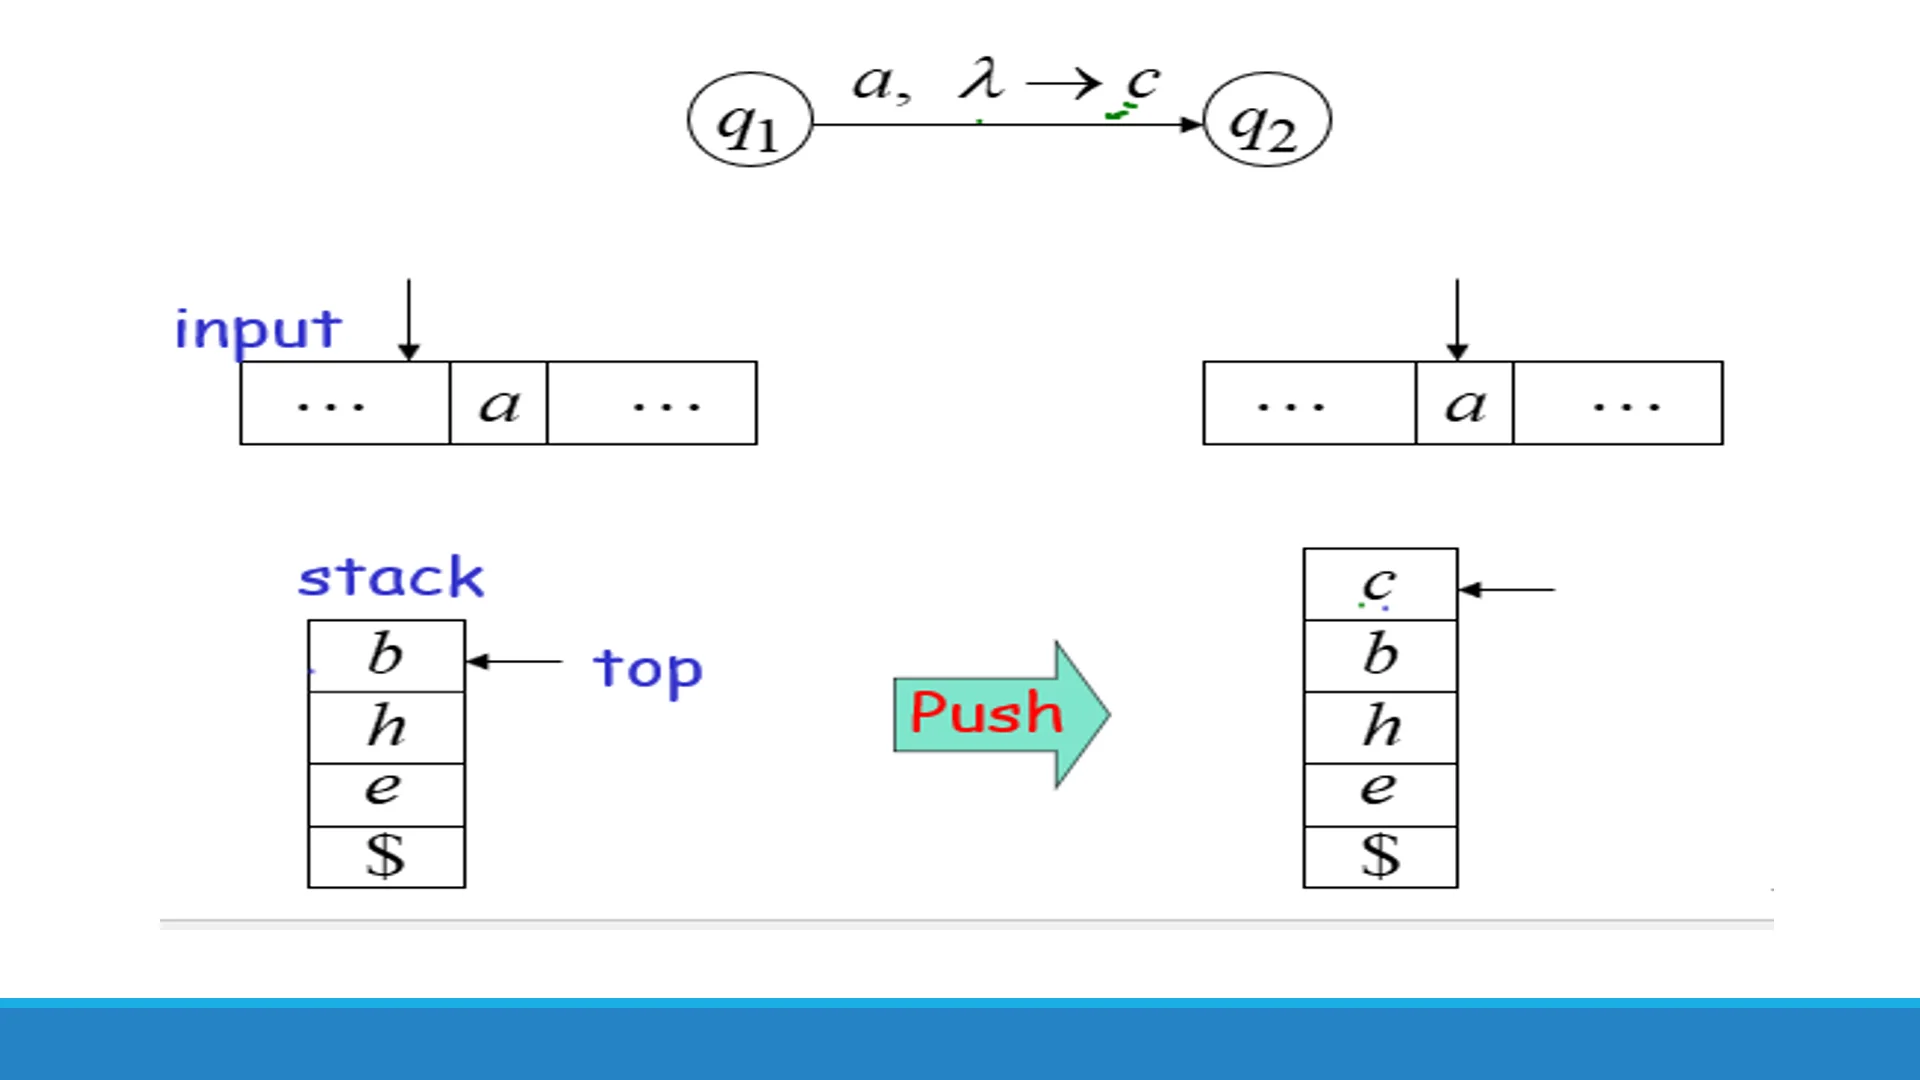 q1 a, λ → c q2
input
... a ... ... a ...
stack
c
b top b
Push
h h
e e
$ $